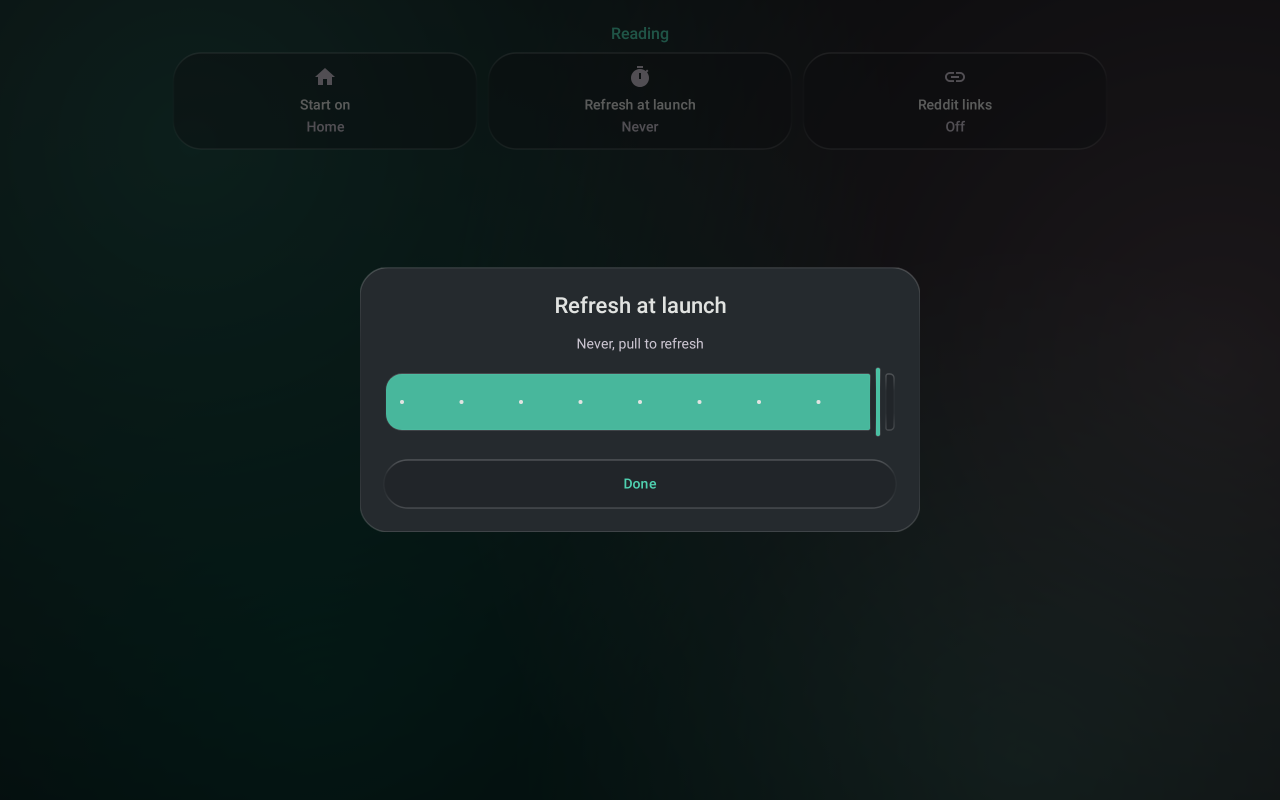 Reading
Start on
Home
Refresh at launch
Never
Reddit links
Off
Refresh at launch
Never, pull to refresh
Done